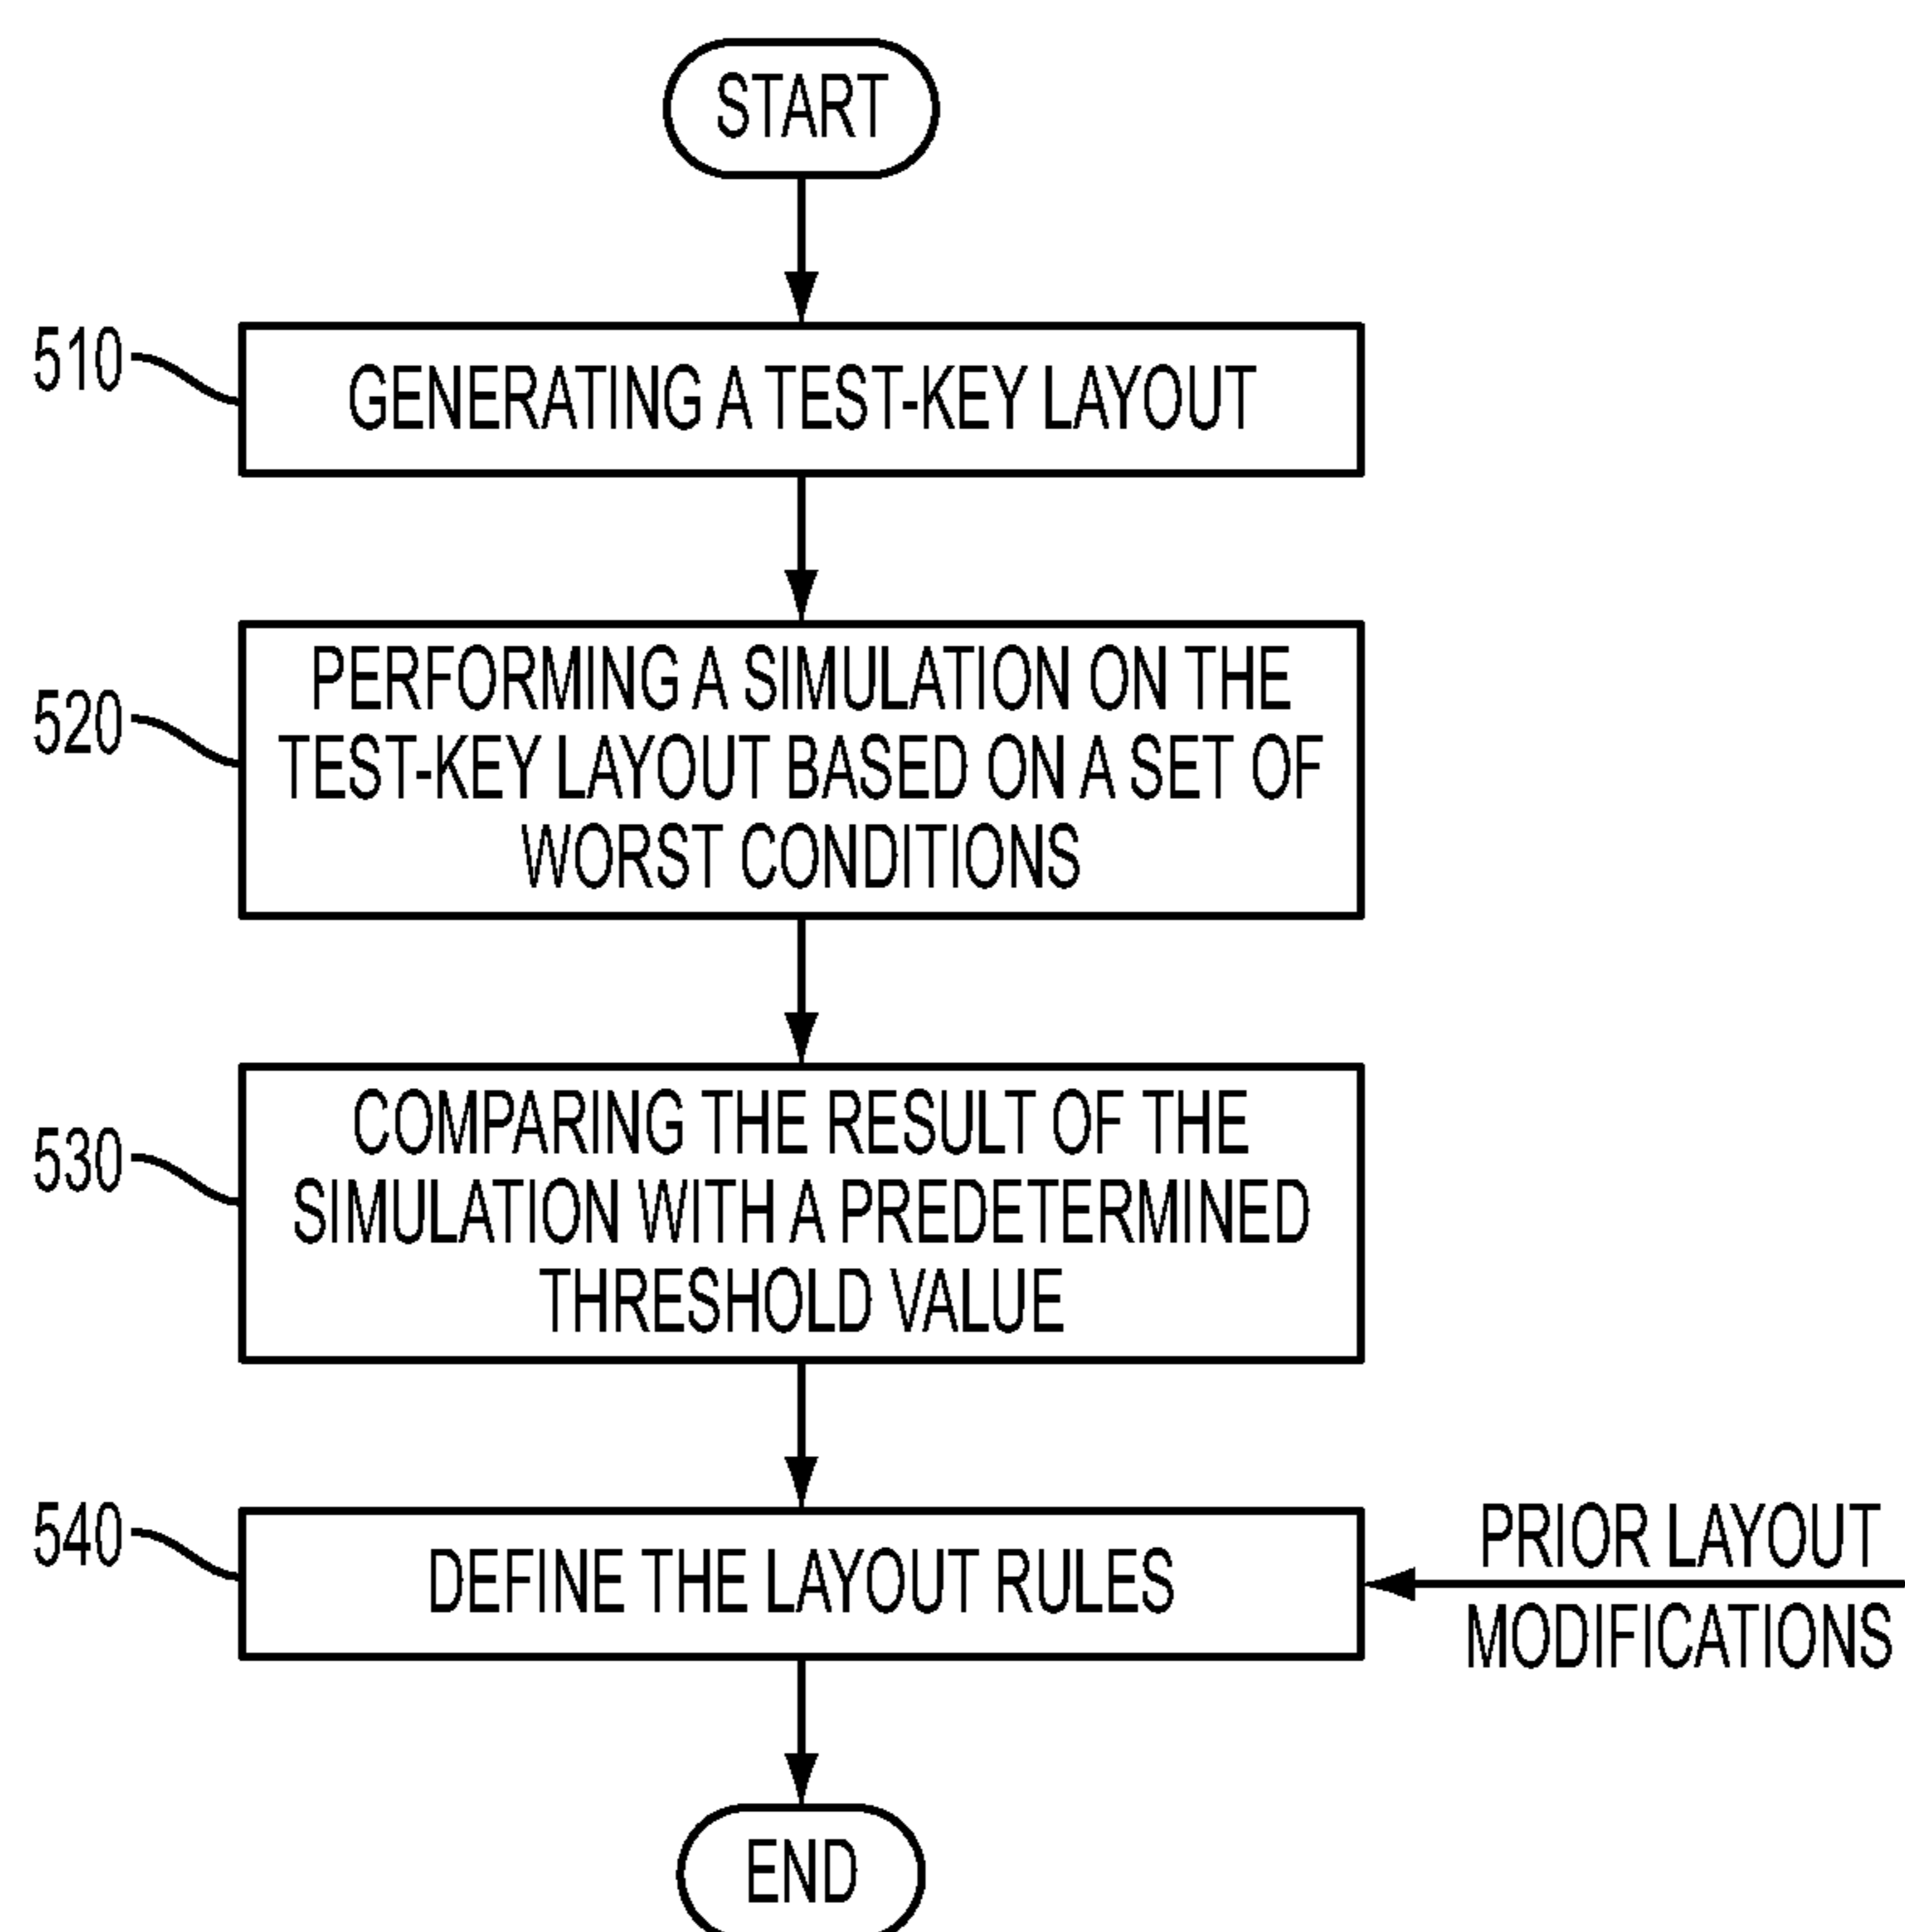 START
510
GENERATING A TEST-KEY LAYOUT
520
PERFORMING A SIMULATION ON THE
TEST-KEY LAYOUT BASED ON A SET OF
WORST CONDITIONS
530
COMPARING THE RESULT OF THE
SIMULATION WITH A PREDETERMINED
THRESHOLD VALUE
540
DEFINE THE LAYOUT RULES
PRIOR LAYOUT
MODIFICATIONS
END